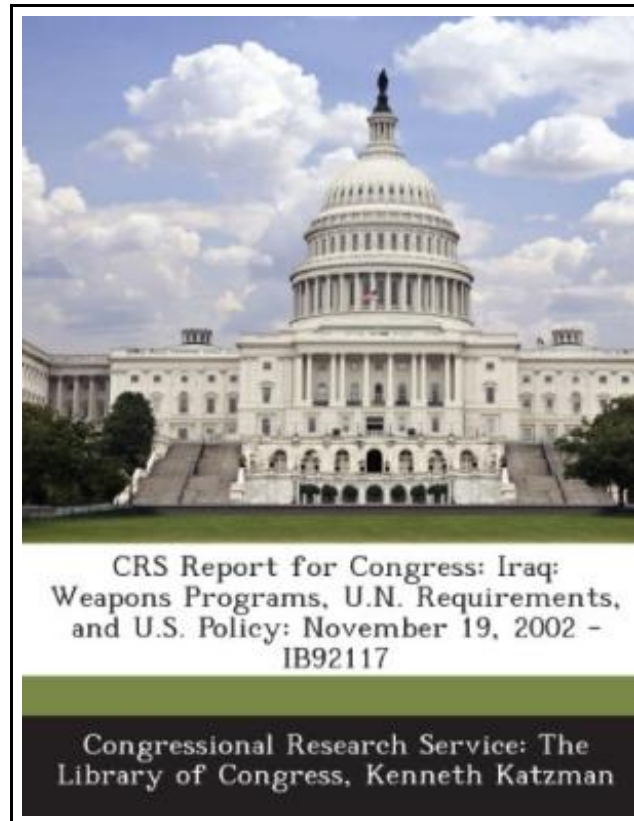 CRS Report for Congress: Iraq:
Weapons Programs, U.N. Requirements,
and U.S. Policy: November 19, 2002 -
IB92117
Congressional Research Service: The
Library of Congress, Kenneth Katzman